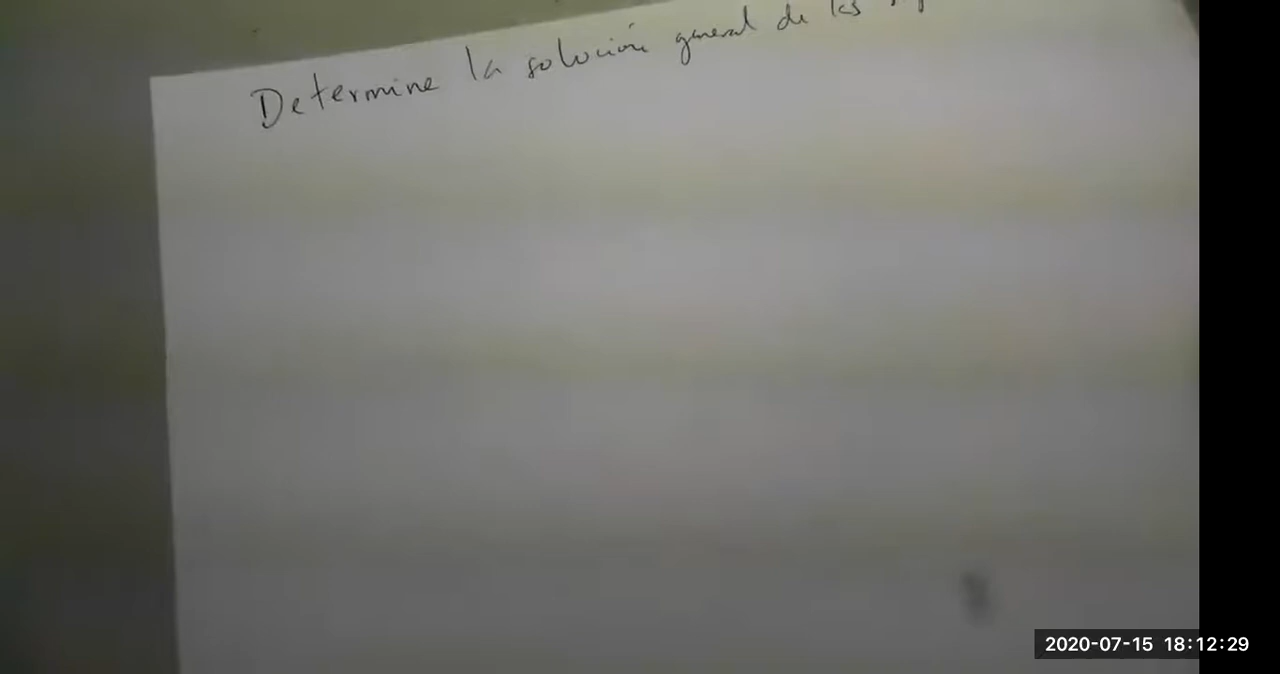 Determine la solución general de las
2020-07-15 18:12:29